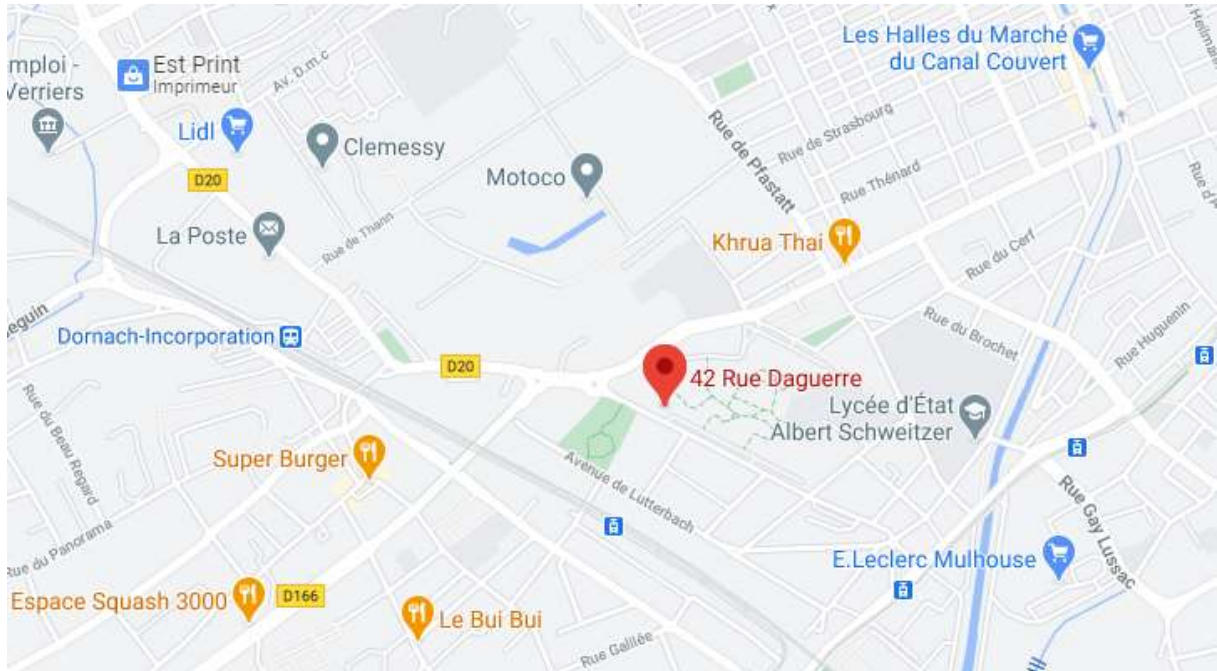 Les Halles du Marché
du Canal Couvert
Est Print
Imprimeur
mploi -
Verriers
Av. D.m.c
Lidl
Clemessy
Rue de Pfastatt
Rue de Strasbourg
Motoco
D20
Rue Thénard
La Poste
Rue de Thann
Khrua Thai
Rue du Cerf
eguin
Dornach-Incorporation
Rue du Brochet
Rue Huguenin
D20
42 Rue Daguerre
Rue du Beau Regard
Lycée d'État
Albert Schweitzer
Super Burger
Avenue de Lutterbach
Rue Gay Lussac
Rue du Panorama
E.Leclerc Mulhouse
Espace Squash 3000
D166
Le Bui Bui
Rue Galilée